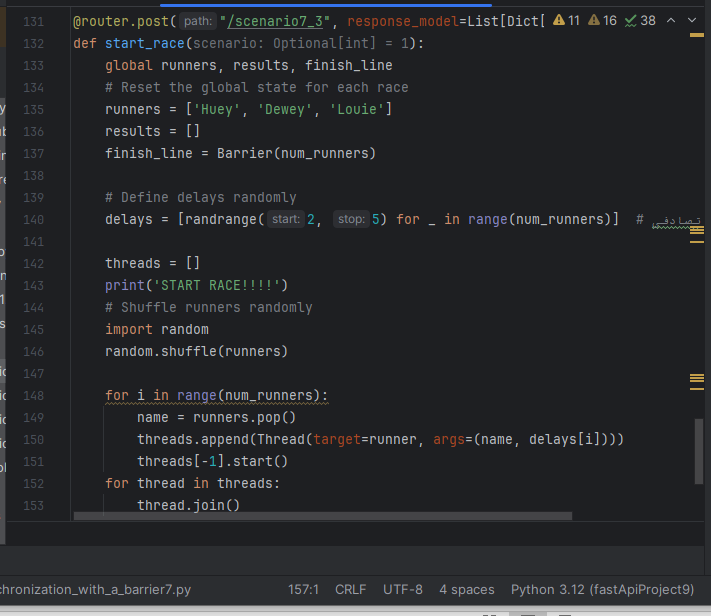 131 @router.post(path: "/scenario7_3", response_model=List[Dict[ 11 16 38
132 def start_race(scenario: Optional[int] = 1):
133 global runners, results, finish_line
134 # Reset the global state for each race
135 runners = ['Huey', 'Dewey', 'Louie']
136 results = []
137 finish_line = Barrier(num_runners)
138
139 # Define delays randomly
140 delays = [randrange(start: 2, stop: 5) for _ in range(num_runners)] # تصادفی
141
142 threads = []
143 print('START RACE!!!!')
144 # Shuffle runners randomly
145 import random
146 random.shuffle(runners)
147
148 for i in range(num_runners):
149 name = runners.pop()
150 threads.append(Thread(target=runner, args=(name, delays[i])))
151 threads[-1].start()
152 for thread in threads:
153 thread.join()
chronization_with_a_barrier7.py 157:1 CRLF UTF-8 4 spaces Python 3.12 (fastApiProject9)